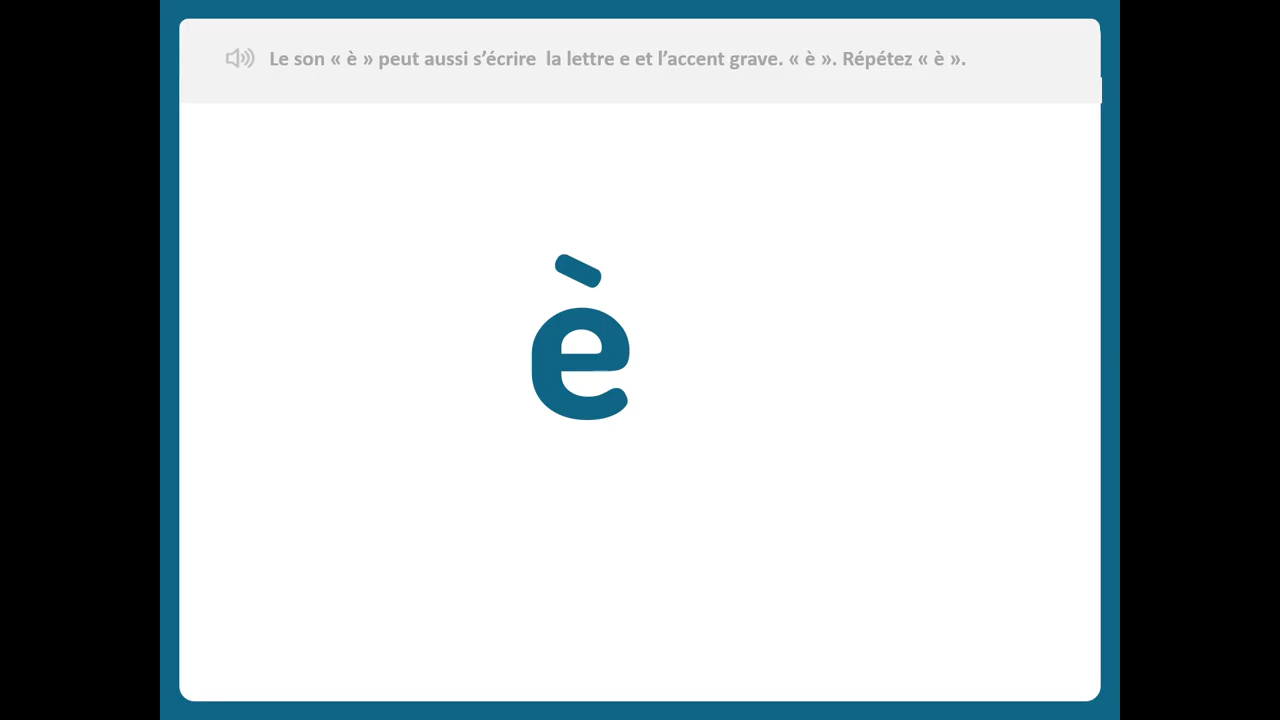 Le son « è » peut aussi s’écrire  la lettre e et l’accent grave. « è ». Répétez « è ».
è